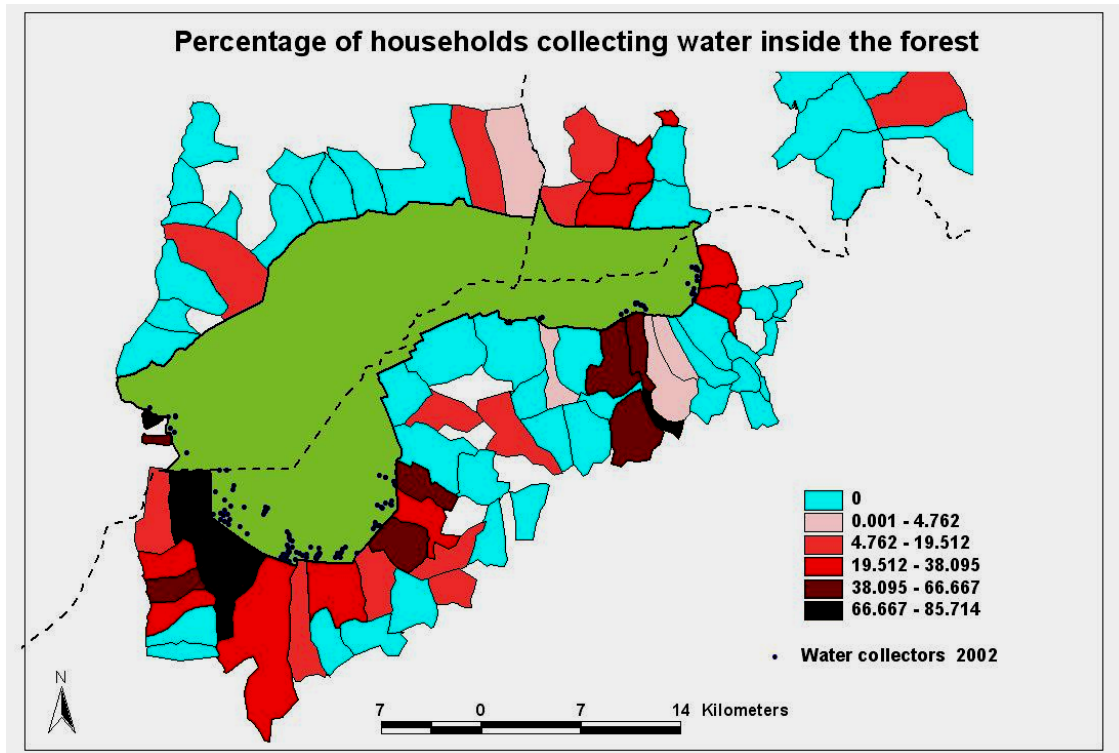 Percentage of households collecting water inside the forest
0
0.001 - 4.762
4.762 - 19.512
19.512 - 38.095
38.095 - 66.667
66.667 - 85.714
Water collectors 2002
N
7 0 7 14 Kilometers